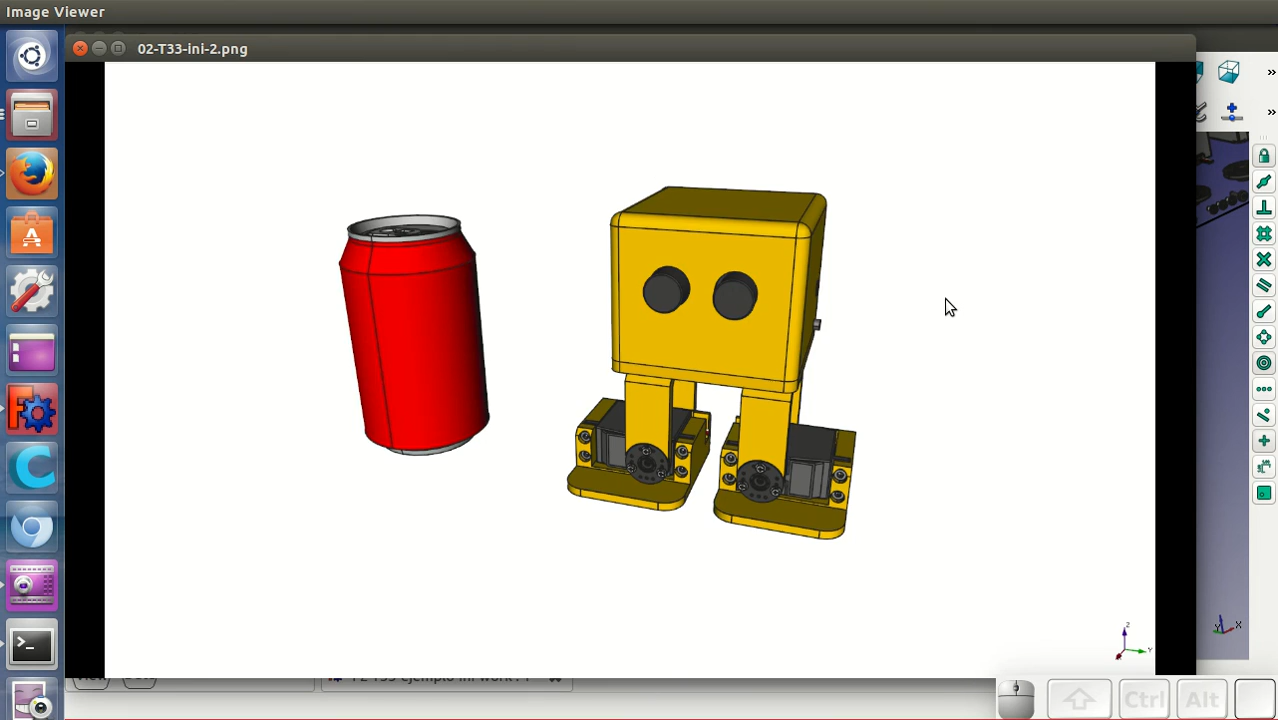 Image Viewer
02-T33-ini-2.png
Z
Y
Y
X
Ctrl
Alt